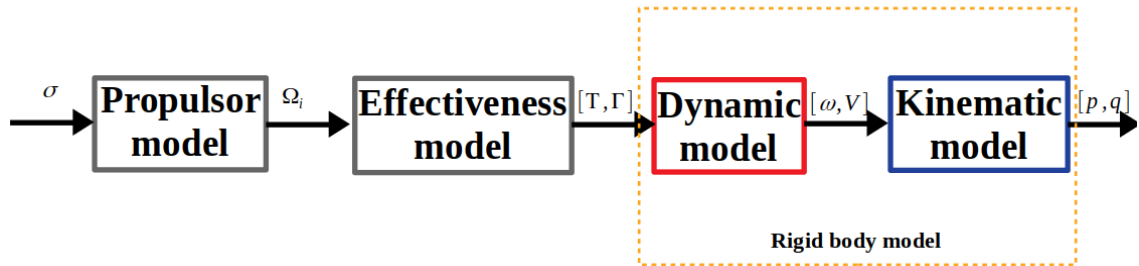 σ
Propulsor
model
Ω_i
Effectiveness
model
[T,Γ]
Dynamic
model
[ω,V]
Kinematic
model
[p,q]
Rigid body model